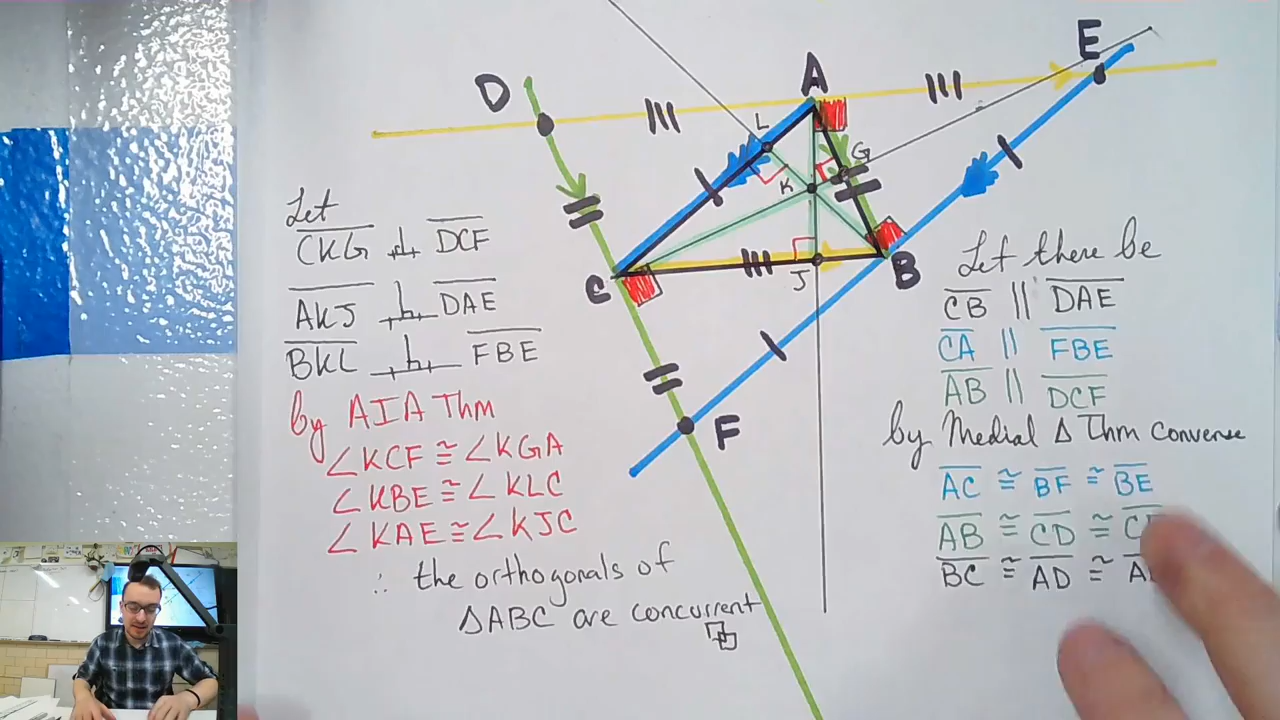 D
A
E
L
G
K
C
J
B
F
Let
CKG ⊥ DCF
AKJ ⊥ DAE
BKL ⊥ FBE
by AIA Thm
∠KCF ≅ ∠KGA
∠KBE ≅ ∠KLC
∠KAE ≅ ∠KJC
∴ the orthogonals of
△ABC are concurrent
Let there be
CB || DAE
CA || FBE
AB || DCF
by Medial △ Thm converse
AC ≅ BF ≅ BE
AB ≅ CD ≅
BC ≅ AD ≅